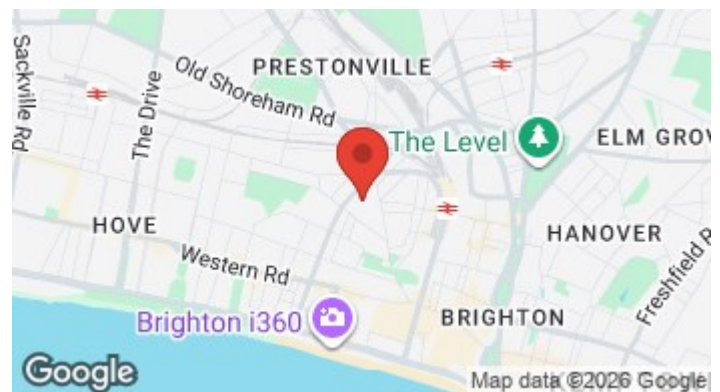 Sackville Rd
The Drive
Old Shoreham Rd
PRESTONVILLE
The Level
ELM GROV
HOVE
Western Rd
HANOVER
Freshfield R
Brighton i360
BRIGHTON
Google
Map data ©2026 Google